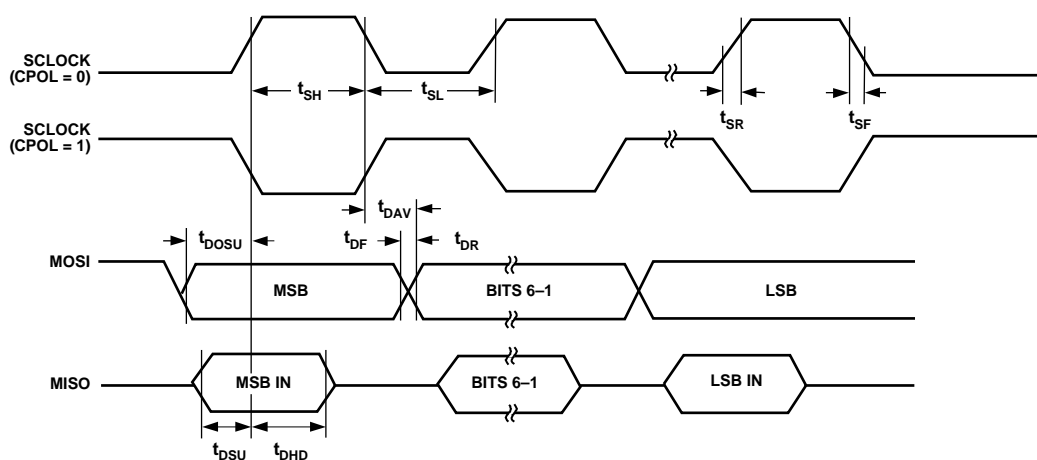 SCLOCK
(CPOL = 0)
tSH
tSL
tSR
tSF
SCLOCK
(CPOL = 1)
tDAV
tDOSU
tDF
tDR
MOSI
MSB
BITS 6–1
LSB
MISO
MSB IN
BITS 6–1
LSB IN
tDSU
tDHD